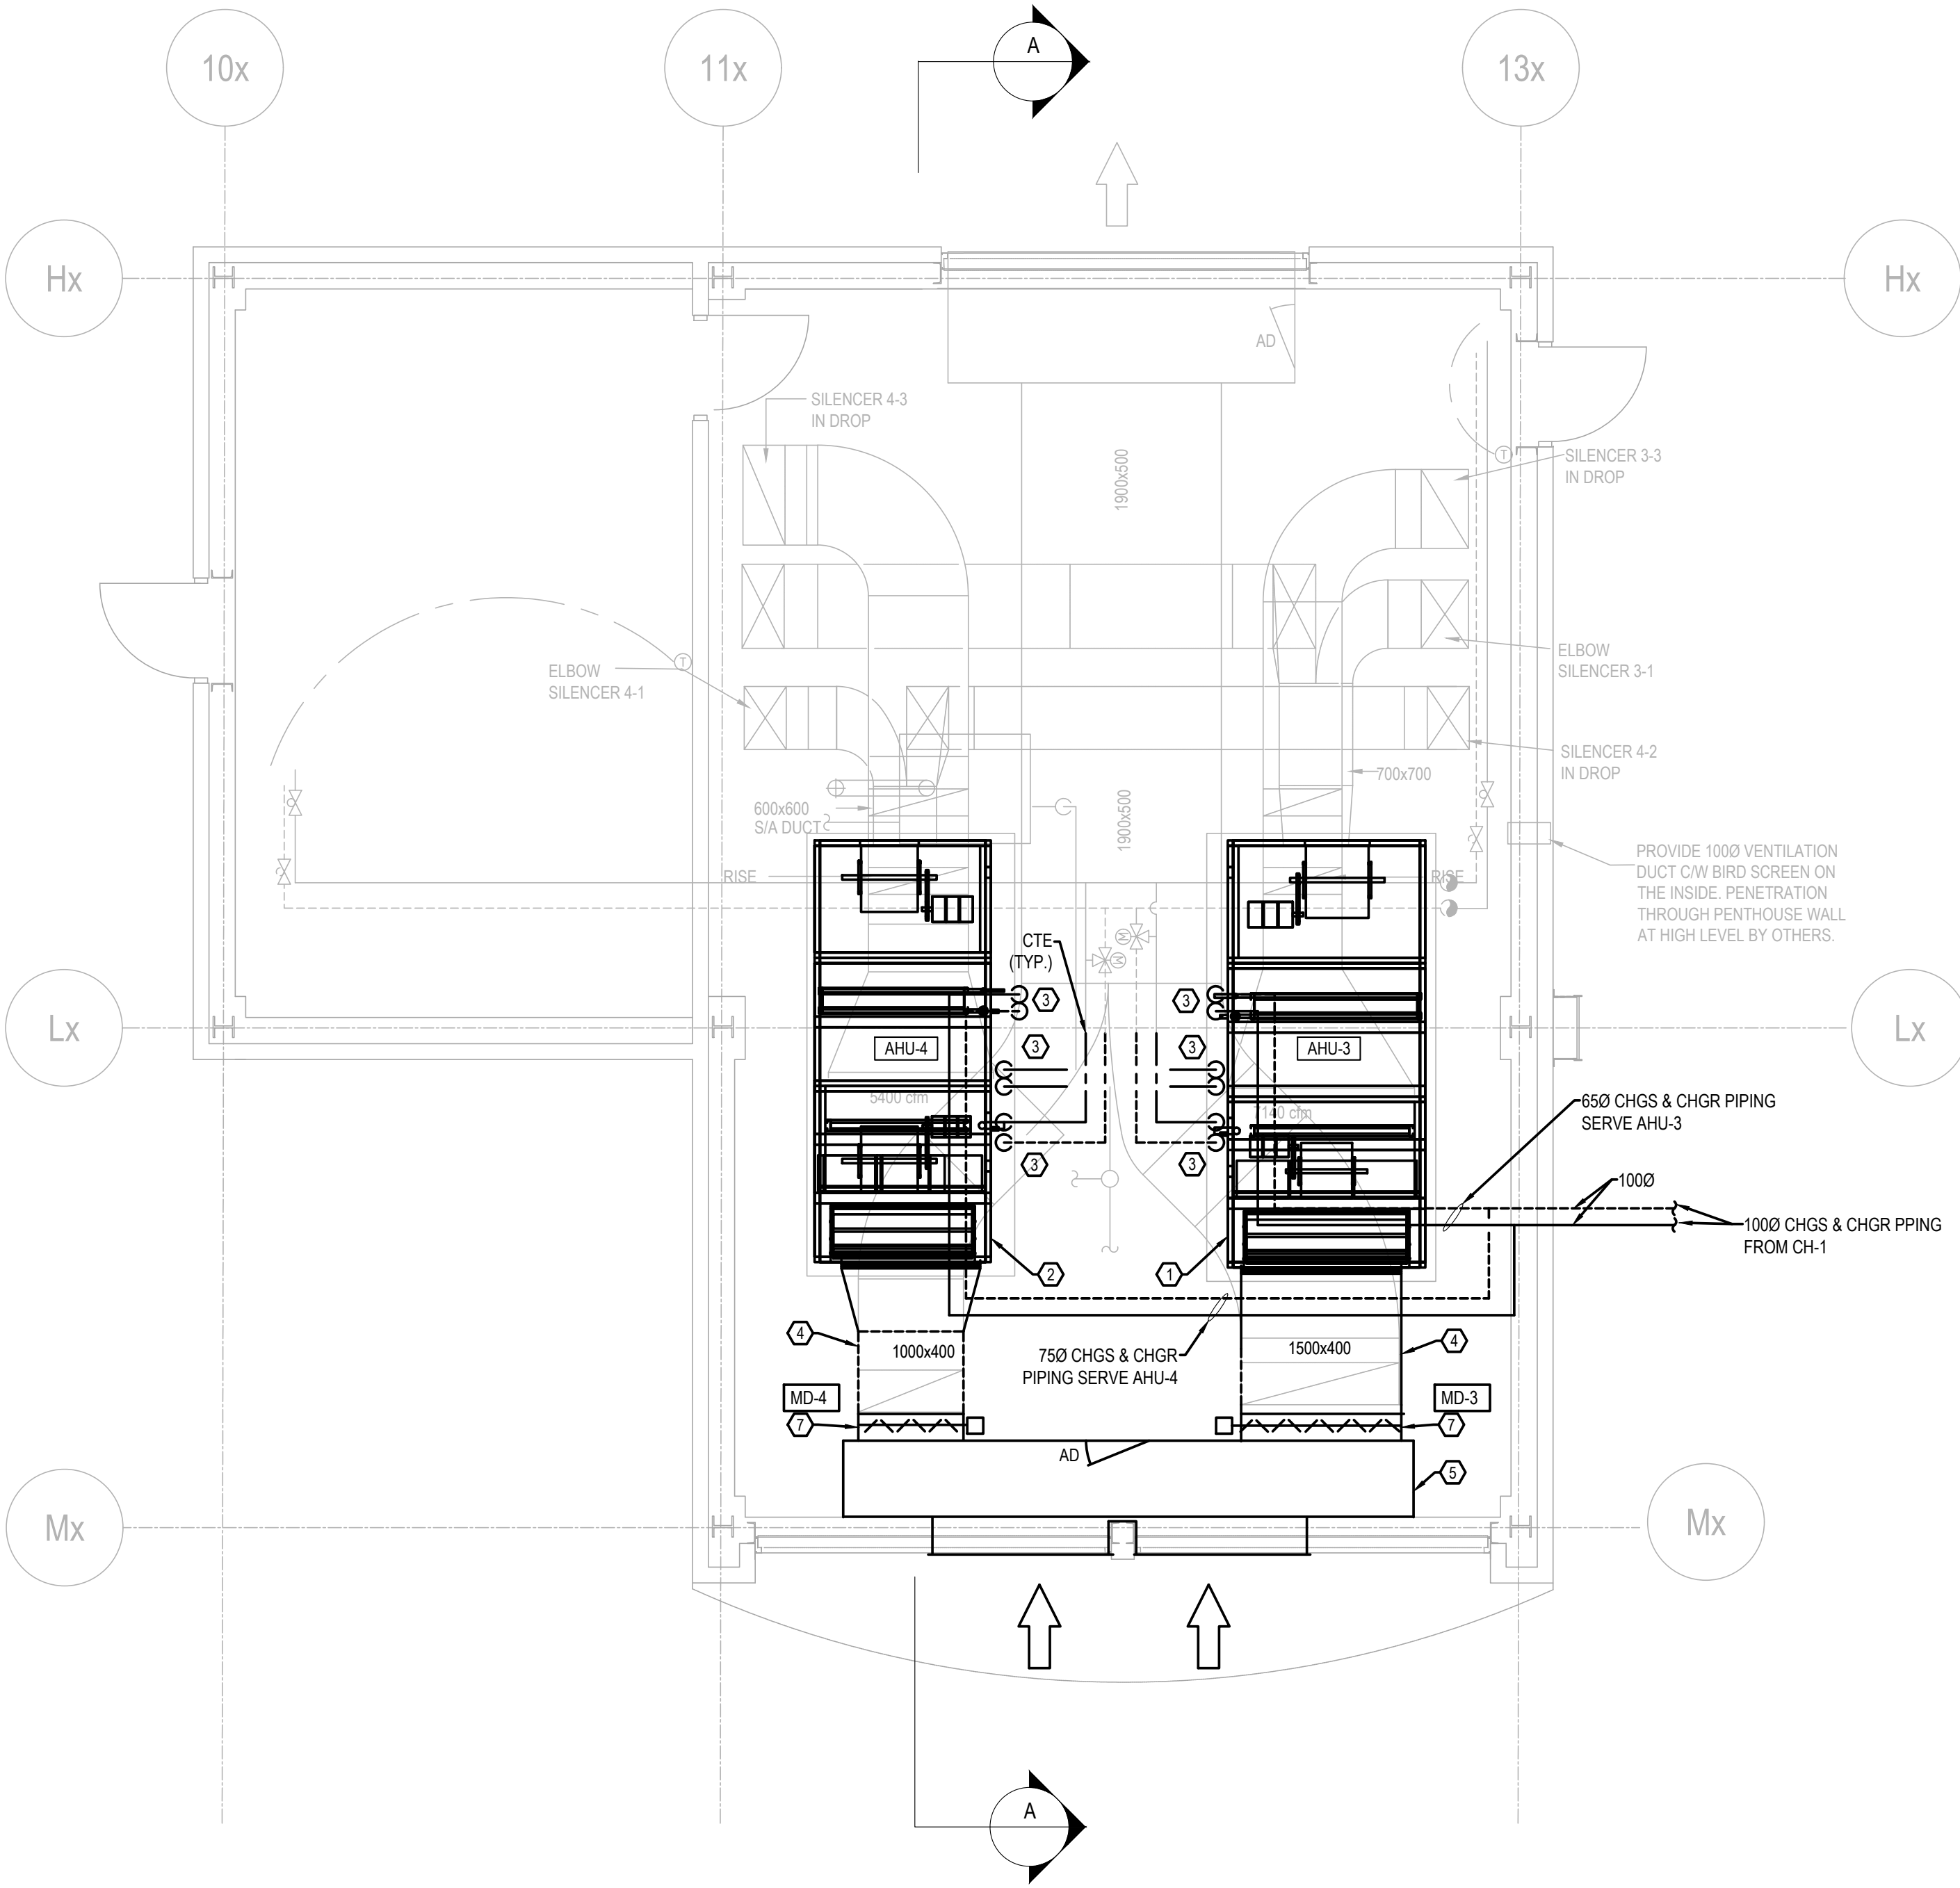 10x
11x
A
13x
Hx
Hx
AD
SILENCER 4-3
IN DROP
1900x500
T
SILENCER 3-3
IN DROP
ELBOW
SILENCER 4-1
T
ELBOW
SILENCER 3-1
SILENCER 4-2
IN DROP
700x700
600x600
S/A DUCT
1900x500
PROVIDE 100Ø VENTILATION
DUCT C/W BIRD SCREEN ON
THE INSIDE. PENETRATION
THROUGH PENTHOUSE WALL
AT HIGH LEVEL BY OTHERS.
RISE
RISE
CTE
(TYP.)
M
M
3
3
Lx
Lx
AHU-4
3
3
AHU-3
5400 cfm
7140 cfm
65Ø CHGS & CHGR PIPING
SERVE AHU-3
3
3
100Ø
100Ø CHGS & CHGR PPING
FROM CH-1
2
1
4
1000x400
75Ø CHGS & CHGR
PIPING SERVE AHU-4
1500x400
4
MD-4
MD-3
7
7
AD
5
Mx
Mx
A